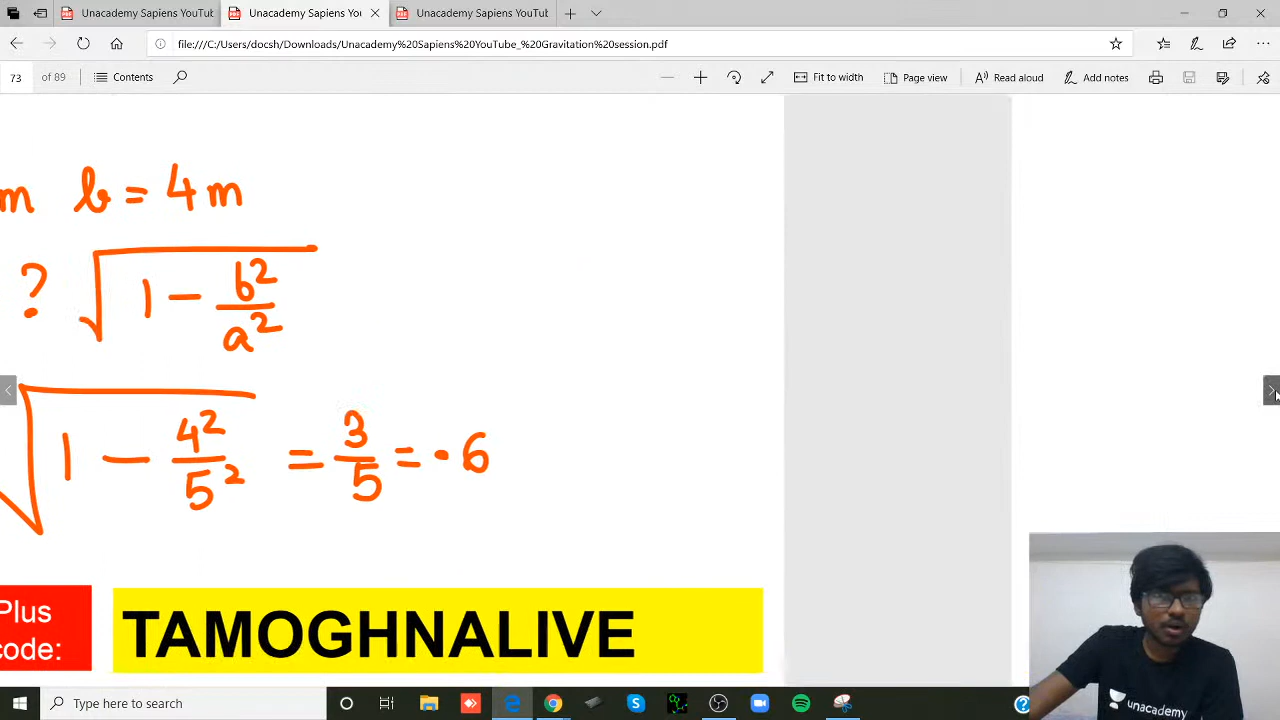 Unacademy Sapiens YouTut
Unacademy Sapiens You
Unacademy Sapiens YouTut
file:///C:/Users/docsh/Downloads/Unacademy%20Sapiens%20YouTube_%20Gravitation%20session.pdf
73 of 89 Contents Fit to width Page view Read aloud Add notes
m b = 4 m
? √(1 − b²/a²)
√(1 − 4²/5²) = 3/5 = ·6
Plus
code:
TAMOGHNALIVE
unacademy
Type here to search